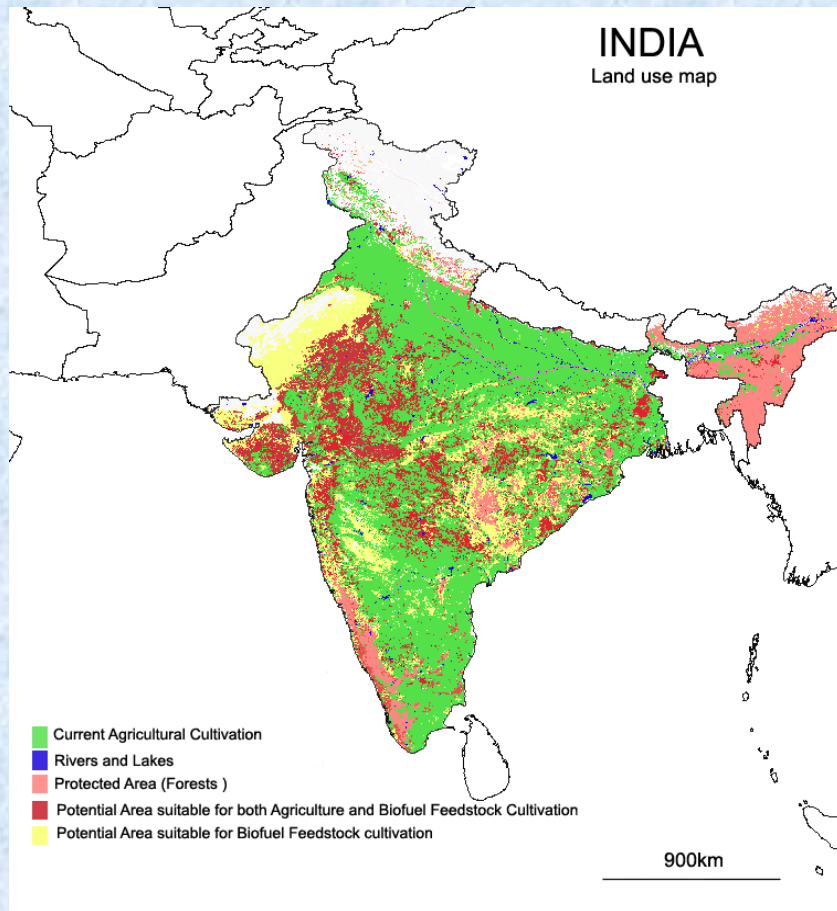 INDIA
Land use map
Current Agricultural Cultivation
Rivers and Lakes
Protected Area (Forests )
Potential Area suitable for both Agriculture and Biofuel Feedstock Cultivation
Potential Area suitable for Biofuel Feedstock cultivation
900km